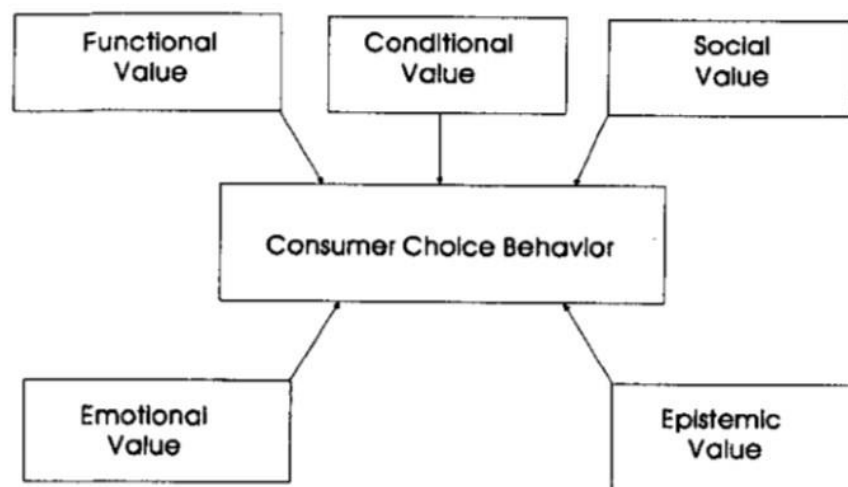 Functional
Value
Conditional
Value
Social
Value
Consumer Choice Behavior
Emotional
Value
Epistemic
Value